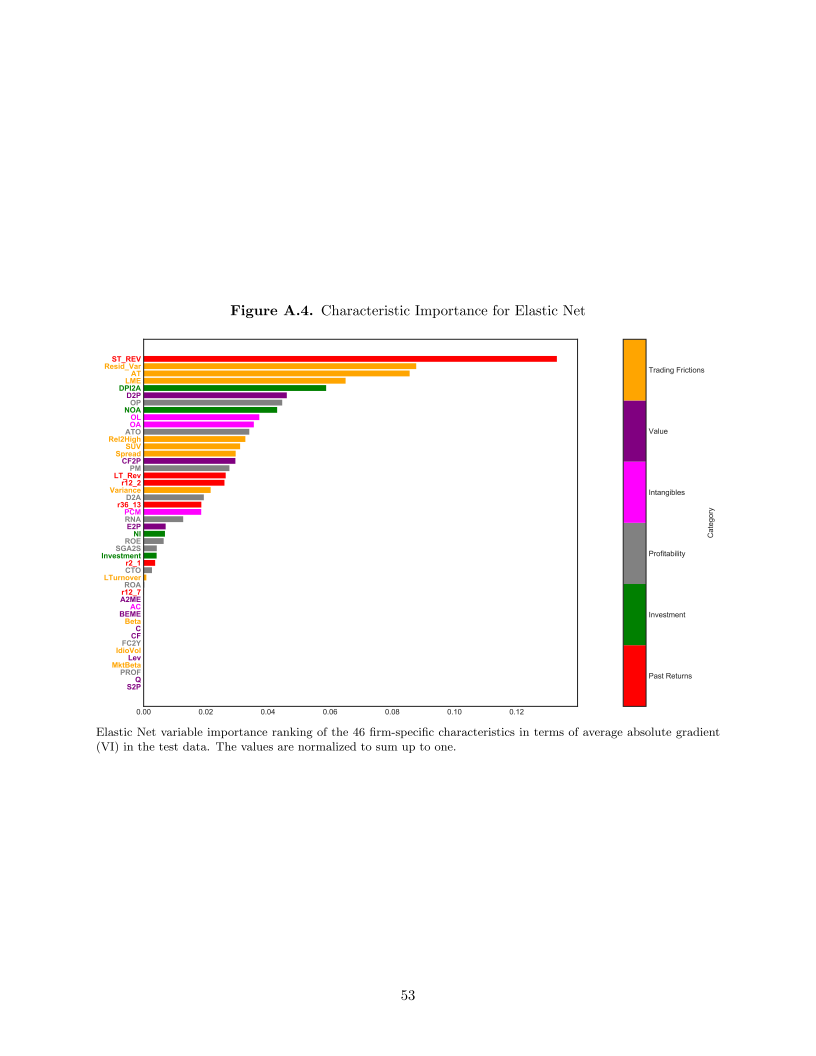 Figure A.4. Characteristic Importance for Elastic Net
ST_REV
Resid_Var
AT
LME
DPI2A
D2P
OP
NOA
OL
OA
ATO
Rel2High
SUV
Spread
CF2P
PM
LT_Rev
r12_2
Variance
D2A
r36_13
PCM
RNA
E2P
NI
ROE
SGA2S
Investment
r2_1
CTO
LTurnover
ROA
r12_7
A2ME
AC
BEME
Beta
C
CF
FC2Y
IdioVol
Lev
MktBeta
PROF
Q
S2P
0.00 0.02 0.04 0.06 0.08 0.10 0.12
Trading Frictions
Value
Intangibles
Profitability
Investment
Past Returns
Category
Elastic Net variable importance ranking of the 46 firm-specific characteristics in terms of average absolute gradient
(VI) in the test data. The values are normalized to sum up to one.
53